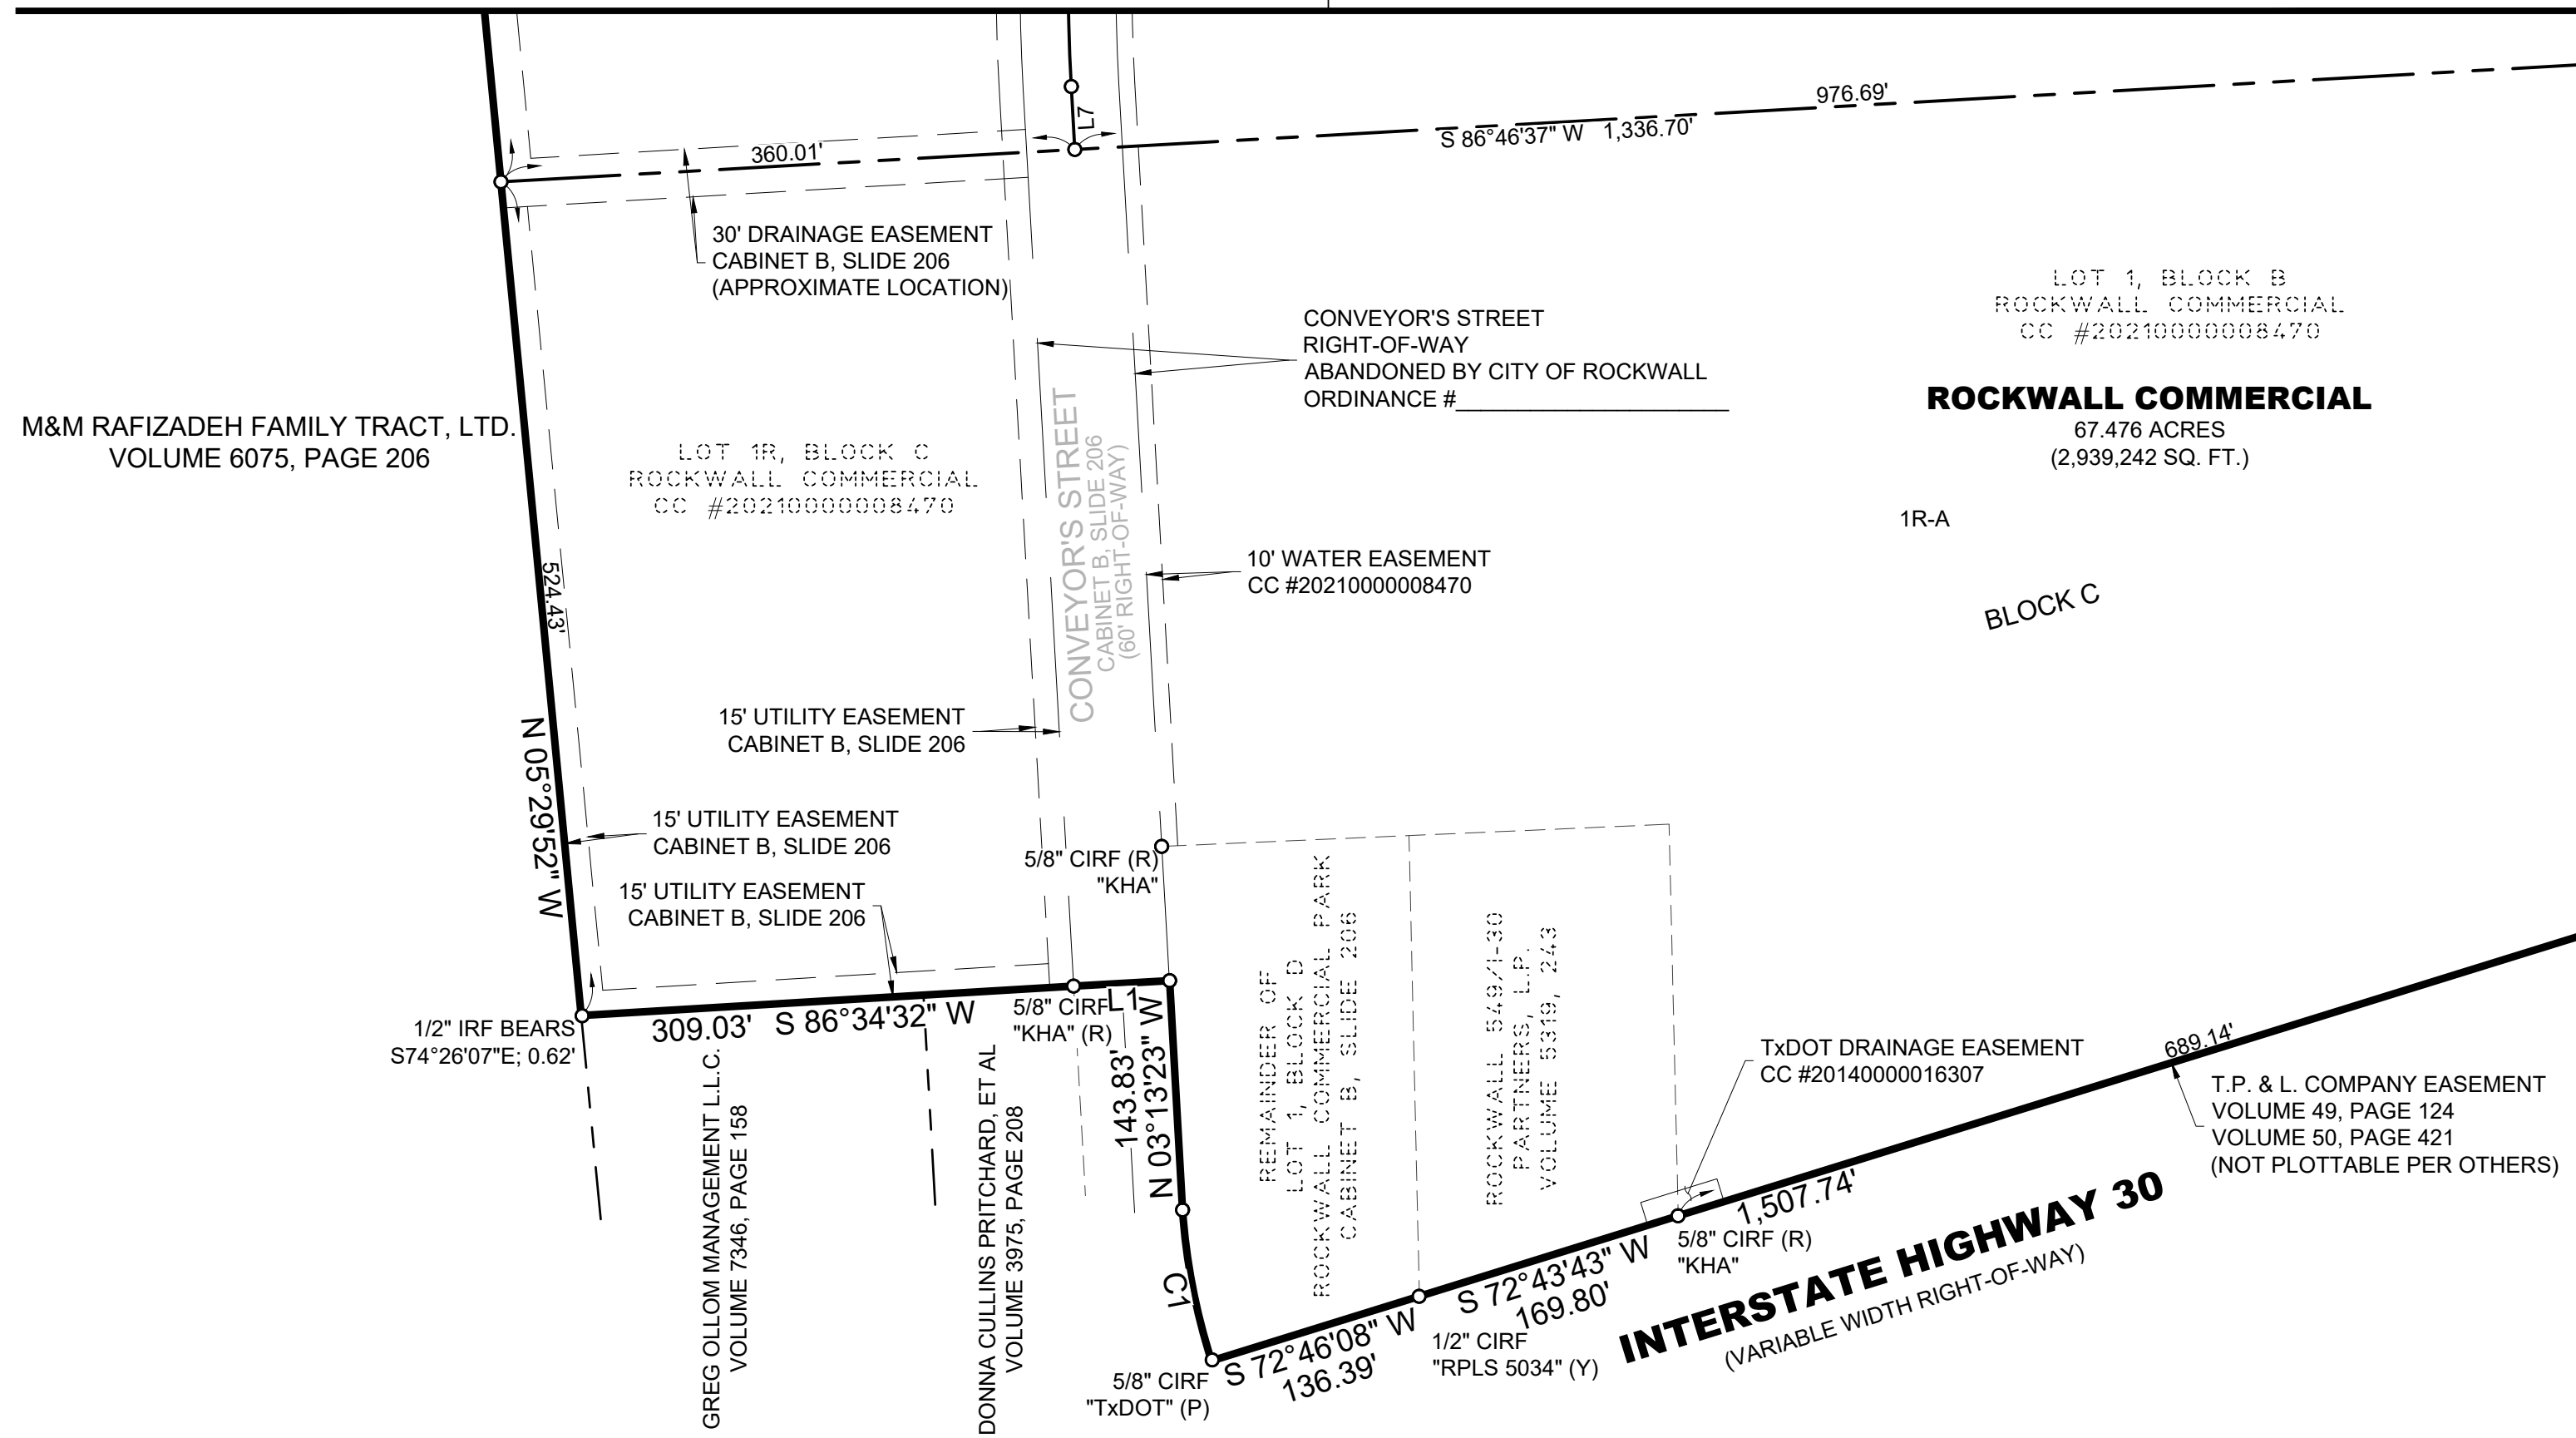 976.69'
L7
S 86°46'37" W 1,336.70'
360.01'
30' DRAINAGE EASEMENT
CABINET B, SLIDE 206
(APPROXIMATE LOCATION)
LOT 1, BLOCK B
ROCKWALL COMMERCIAL
CC #20210000008470
CONVEYOR'S STREET
RIGHT-OF-WAY
ABANDONED BY CITY OF ROCKWALL
ORDINANCE #______________________
ROCKWALL COMMERCIAL
67.476 ACRES
(2,939,242 SQ. FT.)
M&M RAFIZADEH FAMILY TRACT, LTD.
VOLUME 6075, PAGE 206
LOT 1R, BLOCK C
ROCKWALL COMMERCIAL
CC #20210000008470
CONVEYOR'S STREET
CABINET B, SLIDE 206
(60' RIGHT-OF-WAY)
1R-A
10' WATER EASEMENT
CC #20210000008470
BLOCK C
524.43'
N 05°29'52" W
15' UTILITY EASEMENT
CABINET B, SLIDE 206
15' UTILITY EASEMENT
CABINET B, SLIDE 206
15' UTILITY EASEMENT
CABINET B, SLIDE 206
5/8" CIRF (R)
"KHA"
1/2" IRF BEARS
S74°26'07"E; 0.62'
309.03' S 86°34'32" W
5/8" CIRF
"KHA" (R)
L1
143.83'
N 03°13'23" W
GREG OLLOM MANAGEMENT L.L.C.
VOLUME 7346, PAGE 158
DONNA CULLINS PRITCHARD, ET AL
VOLUME 3975, PAGE 208
REMAINDER OF
LOT 1, BLOCK D
ROCKWALL COMMERCIAL PARK
CABINET B, SLIDE 206
ROCKWALL 549/I-30
PARTNERS, L.P.
VOLUME 5319, 243
TxDOT DRAINAGE EASEMENT
CC #20140000016307
689.14'
T.P. & L. COMPANY EASEMENT
VOLUME 49, PAGE 124
VOLUME 50, PAGE 421
(NOT PLOTTABLE PER OTHERS)
1,507.74'
5/8" CIRF (R)
"KHA"
INTERSTATE HIGHWAY 30
(VARIABLE WIDTH RIGHT-OF-WAY)
C1
S 72°43'43" W
169.80'
S 72°46'08" W
136.39'
1/2" CIRF
"RPLS 5034" (Y)
5/8" CIRF
"TxDOT" (P)